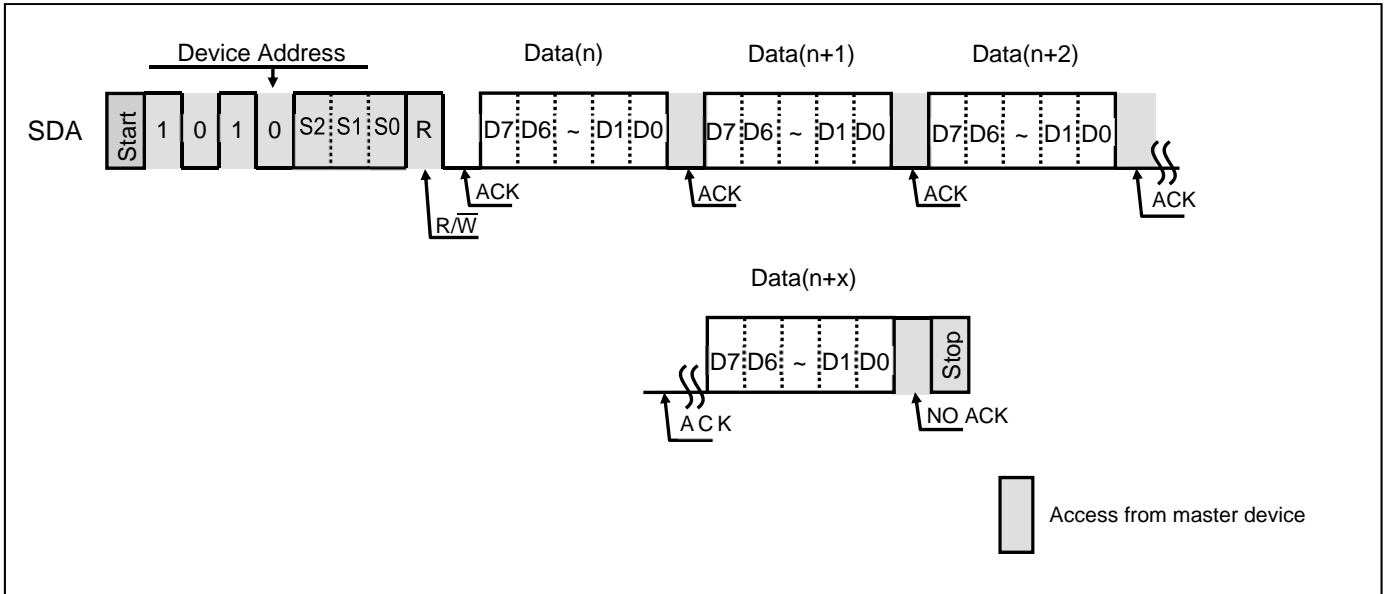 Device Address Data(n) Data(n+1) Data(n+2)
SDA Start 1 0 1 0 S2 S1 S0 R D7 D6 ~ D1 D0 D7 D6 ~ D1 D0 D7 D6 ~ D1 D0
ACK ACK ACK ACK
R/W̅
Data(n+x)
D7 D6 ~ D1 D0 Stop
ACK NO ACK
Access from master device